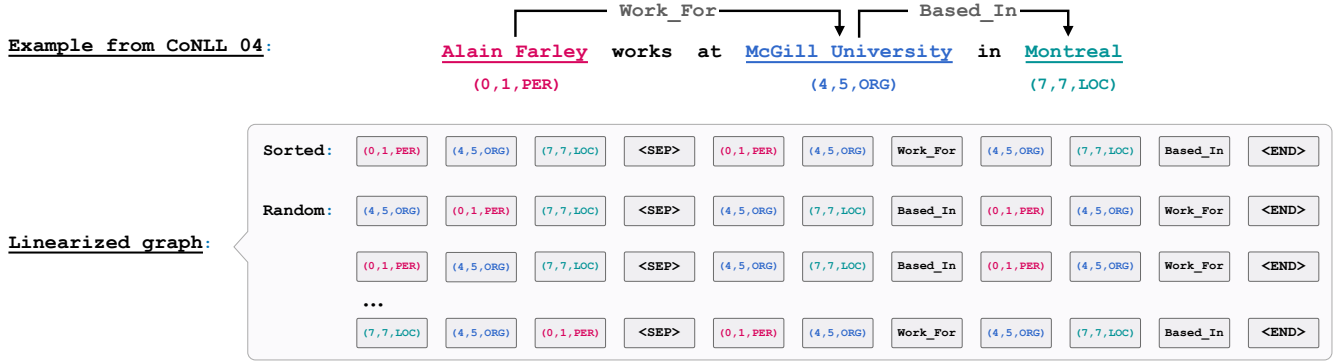 Work_For Based_In
Example from CoNLL 04: Alain Farley works at McGill University in Montreal
(0,1,PER) (4,5,ORG) (7,7,LOC)
Sorted: (0,1,PER) (4,5,ORG) (7,7,LOC) <SEP> (0,1,PER) (4,5,ORG) Work_For (4,5,ORG) (7,7,LOC) Based_In <END>
Random: (4,5,ORG) (0,1,PER) (7,7,LOC) <SEP> (4,5,ORG) (7,7,LOC) Based_In (0,1,PER) (4,5,ORG) Work_For <END>
Linearized graph:
(0,1,PER) (4,5,ORG) (7,7,LOC) <SEP> (4,5,ORG) (7,7,LOC) Based_In (0,1,PER) (4,5,ORG) Work_For <END>
...
(7,7,LOC) (4,5,ORG) (0,1,PER) <SEP> (0,1,PER) (4,5,ORG) Work_For (4,5,ORG) (7,7,LOC) Based_In <END>